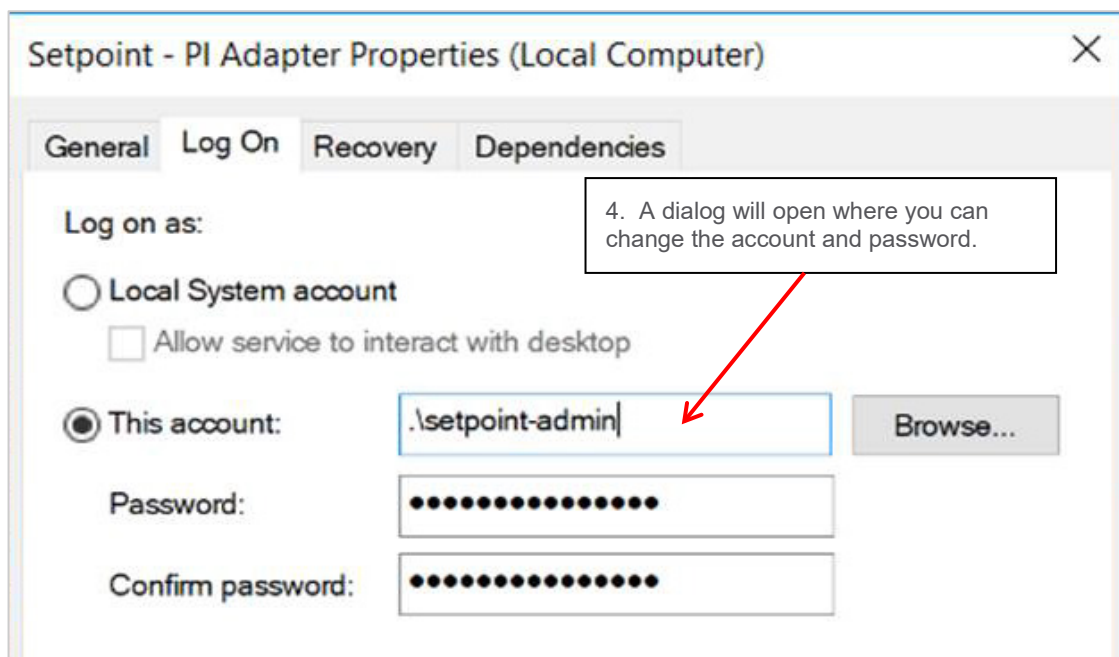 Setpoint - PI Adapter Properties (Local Computer)
General Log On Recovery Dependencies
4. A dialog will open where you can
change the account and password.
Log on as:
Local System account
Allow service to interact with desktop
This account: .\setpoint-admin Browse...
Password: ●●●●●●●●●●●●●●●
Confirm password: ●●●●●●●●●●●●●●●